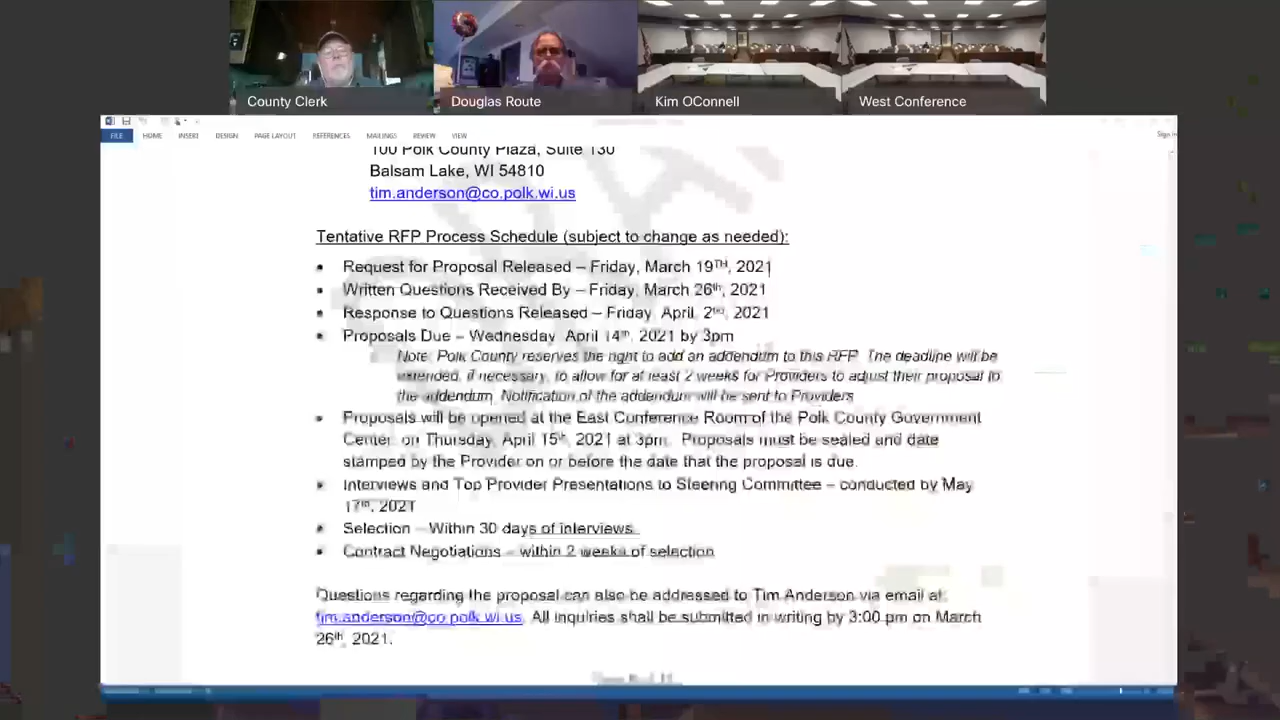 County Clerk
Douglas Route
Kim OConnell
West Conference
FILE HOME INSERT DESIGN PAGE LAYOUT REFERENCES MAILINGS REVIEW VIEW
Sign in
100 Polk County Plaza, Suite 130
Balsam Lake, WI 54810
tim.anderson@co.polk.wi.us
Tentative RFP Process Schedule (subject to change as needed):
• Request for Proposal Released – Friday, March 19TH, 2021
• Written Questions Received By – Friday, March 26th, 2021
• Response to Questions Released – Friday, April, 2nd, 2021
• Proposals Due – Wednesday, April 14th, 2021 by 3pm
Note: Polk County reserves the right to add an addendum to this RFP. The deadline will be
extended, if necessary, to allow for at least 2 weeks for Providers to adjust their proposal to
the addendum. Notification of the addendum will be sent to Providers
• Proposals will be opened at the East Conference Room of the Polk County Government
Center, on Thursday, April 15th, 2021 at 3pm. Proposals must be sealed and date
stamped by the Provider on or before the date that the proposal is due.
• Interviews and Top Provider Presentations to Steering Committee – conducted by May
17th, 2021
• Selection – Within 30 days of interviews
• Contract Negotiations – within 2 weeks of selection
Questions regarding the proposal can also be addressed to Tim Anderson via email at:
tim.anderson@co.polk.wi.us. All inquiries shall be submitted in writing by 3:00 pm on March
26th, 2021.